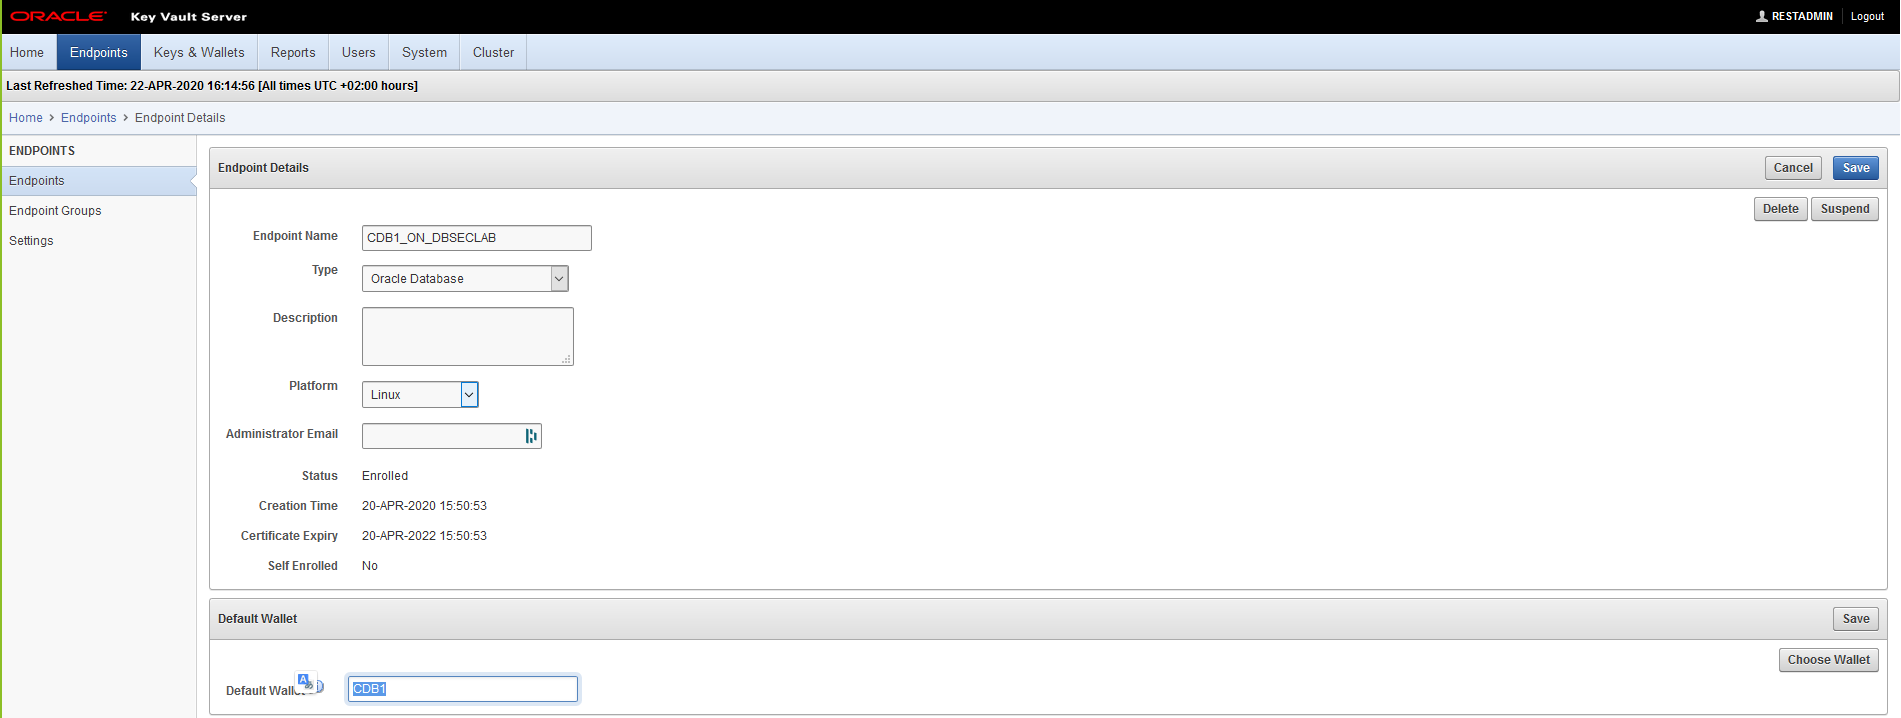 ORACLE Key Vault Server RESTADMIN Logout
Home Endpoints Keys & Wallets Reports Users System Cluster
Last Refreshed Time: 22-APR-2020 16:14:56 [All times UTC +02:00 hours]
Home > Endpoints > Endpoint Details
ENDPOINTS
Endpoints
Endpoint Groups
Settings
Endpoint Details Cancel Save
Delete Suspend
Endpoint Name CDB1_ON_DBSECLAB
Type Oracle Database
Description
Platform Linux
Administrator Email
Status Enrolled
Creation Time 20-APR-2020 15:50:53
Certificate Expiry 20-APR-2022 15:50:53
Self Enrolled No
Default Wallet Save
Choose Wallet
Default CDB1